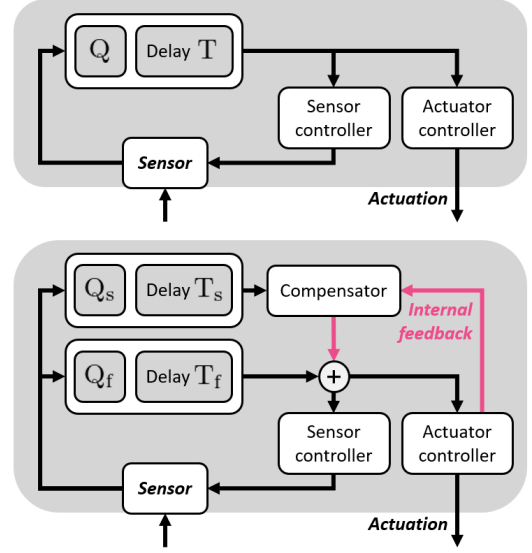 Q Delay T
Sensor
controller
Actuator
controller
Sensor
Actuation
Qs Delay Ts Compensator
Internal
feedback
Qf Delay Tf
+
Sensor
controller
Actuator
controller
Sensor
Actuation